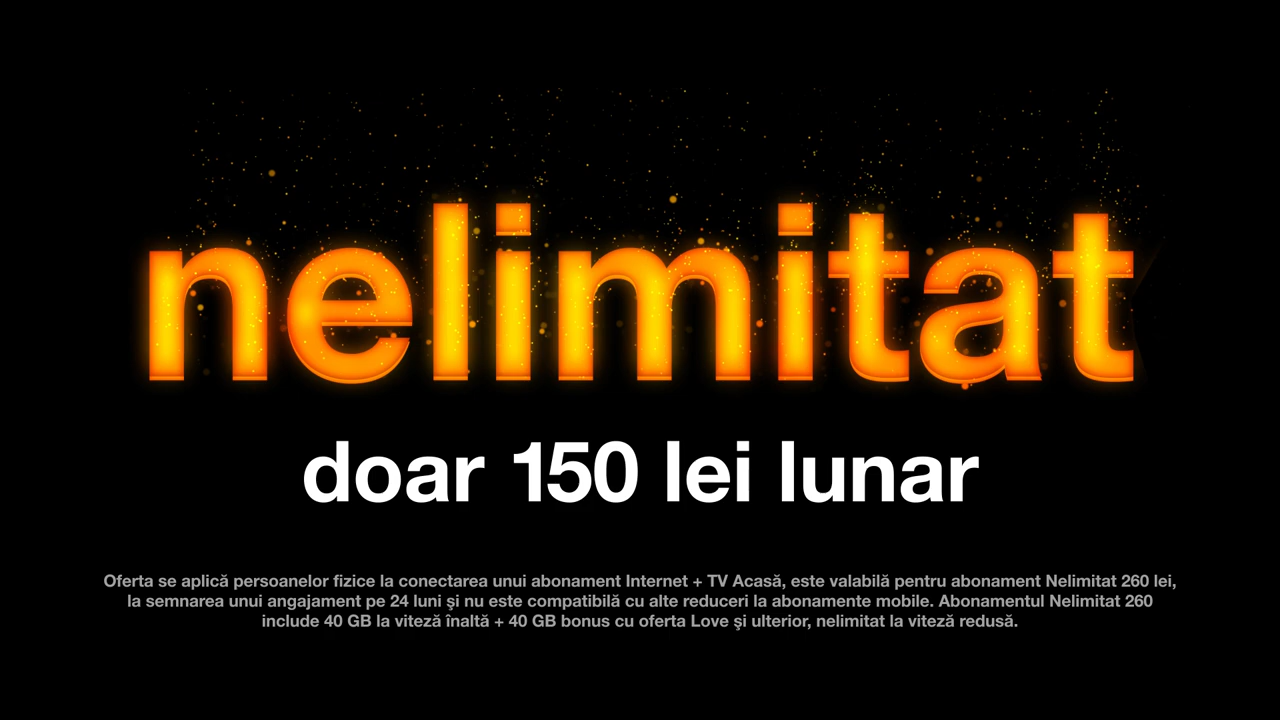 nelimitat
doar 150 lei lunar
Oferta se aplică persoanelor fizice la conectarea unui abonament Internet + TV Acasă, este valabilă pentru abonament Nelimitat 260 lei,
la semnarea unui angajament pe 24 luni şi nu este compatibilă cu alte reduceri la abonamente mobile. Abonamentul Nelimitat 260
include 40 GB la viteză înaltă + 40 GB bonus cu oferta Love şi ulterior, nelimitat la viteză redusă.